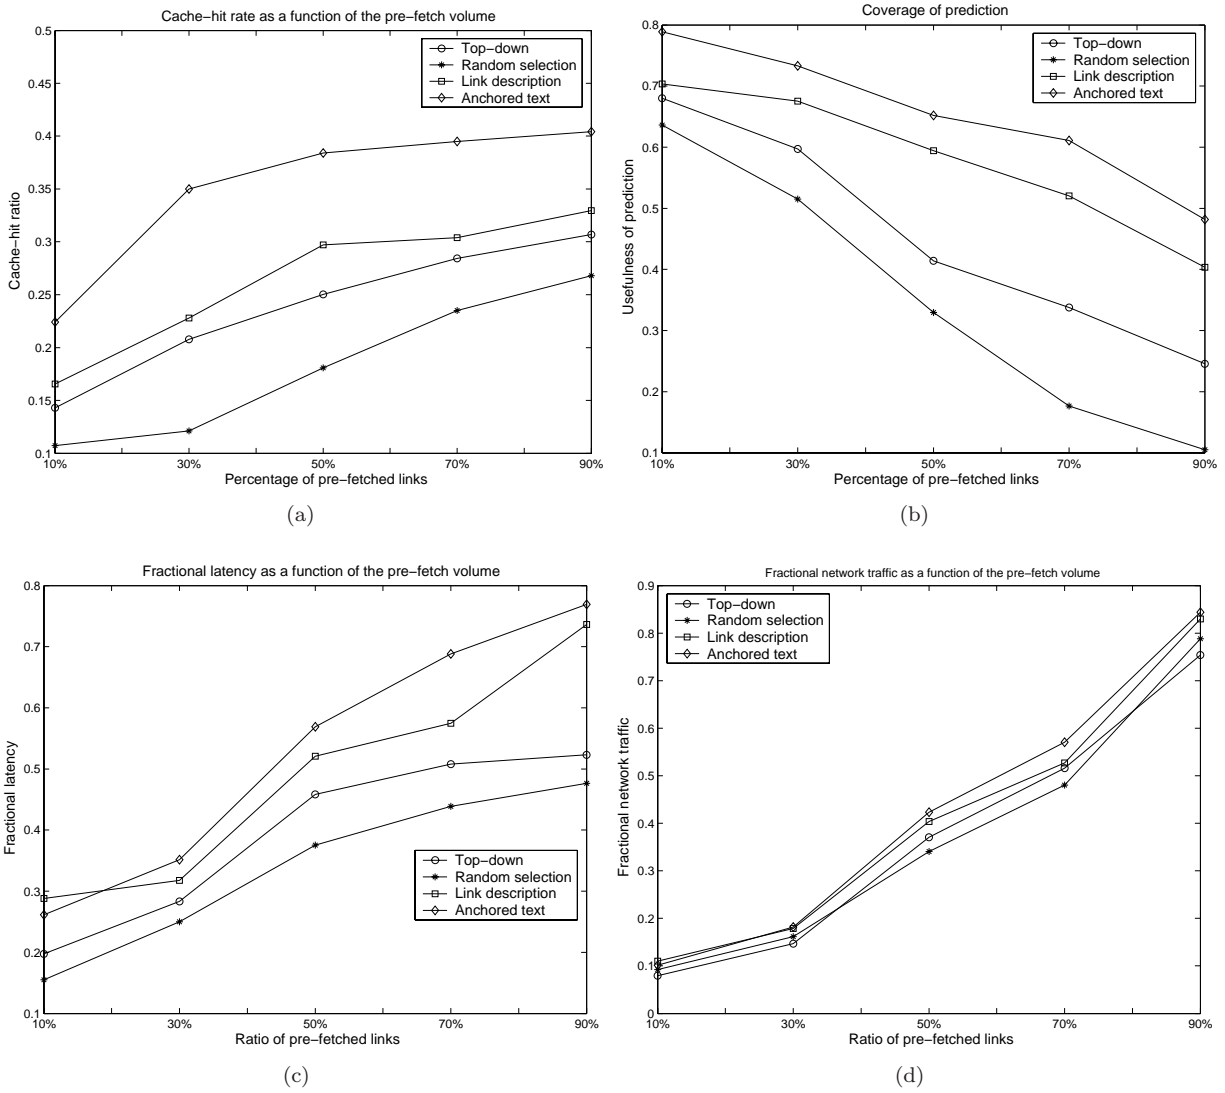 Cache-hit rate as a function of the pre-fetch volume
0.5
0.45
0.4
0.35
0.3
0.25
0.2
0.15
0.1
Cache-hit ratio
Top-down
Random selection
Link description
Anchored text
10%
30%
50%
70%
90%
Percentage of pre-fetched links
(a)
Coverage of prediction
0.8
0.7
0.6
0.5
0.4
0.3
0.2
0.1
Usefulness of prediction
Top-down
Random selection
Link description
Anchored text
10%
30%
50%
70%
90%
Percentage of pre-fetched links
(b)
Fractional latency as a function of the pre-fetch volume
0.8
0.7
0.6
0.5
0.4
0.3
0.2
0.1
Fractional latency
Top-down
Random selection
Link description
Anchored text
10%
30%
50%
70%
90%
Ratio of pre-fetched links
(c)
Fractional network traffic as a function of the pre-fetch volume
0.9
0.8
0.7
0.6
0.5
0.4
0.3
0.2
0.1
0
Fractional network traffic
Top-down
Random selection
Link description
Anchored text
10%
30%
50%
70%
90%
Ratio of pre-fetched links
(d)